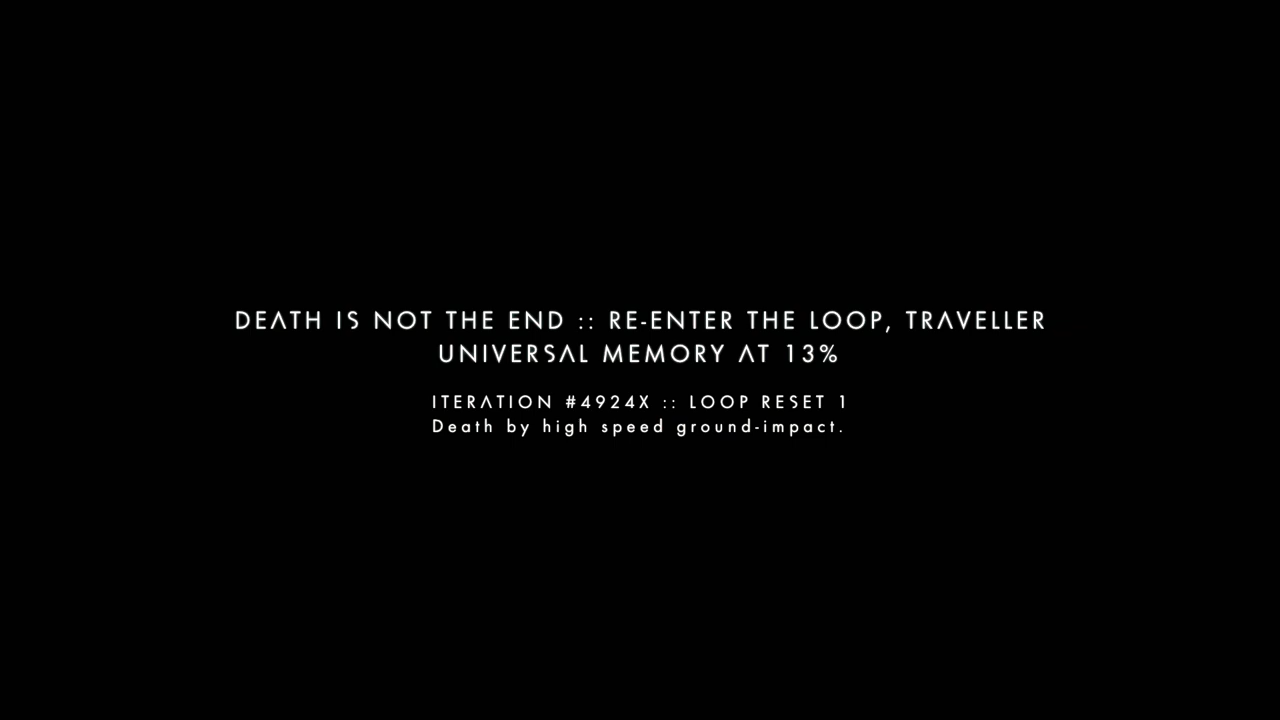 DEATH IS NOT THE END :: RE-ENTER THE LOOP, TRAVELLER
UNIVERSAL MEMORY AT 13%
ITERATION #4924X :: LOOP RESET 1
Death by high speed ground-impact.